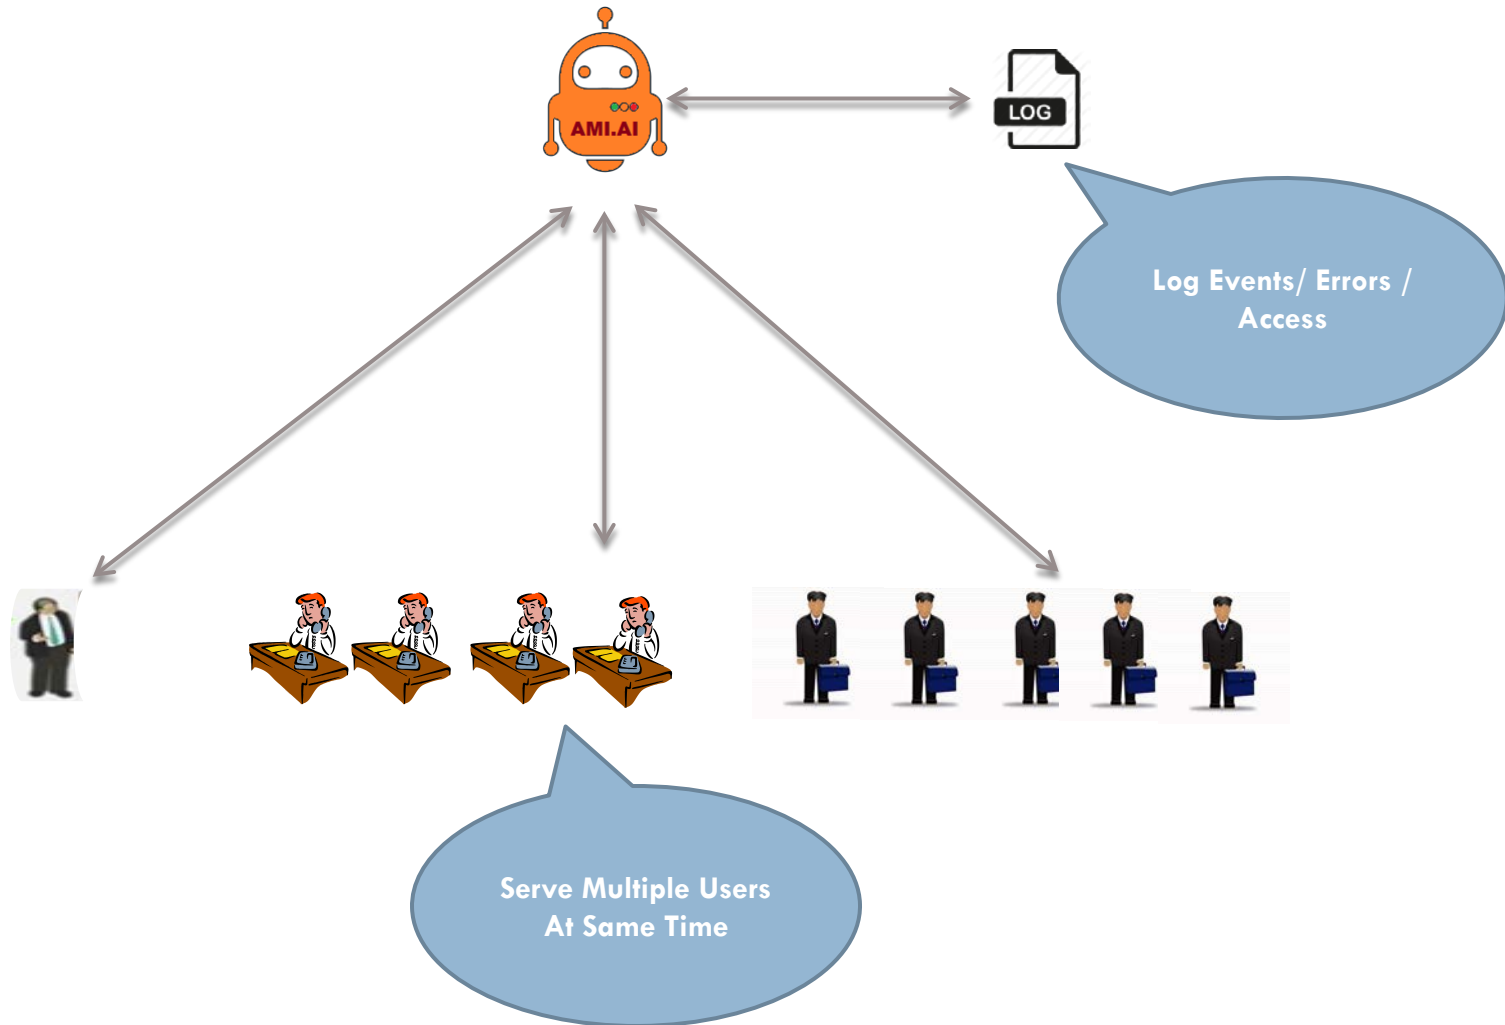 AMI.AI
LOG
Log Events/ Errors /
Access
Serve Multiple Users
At Same Time